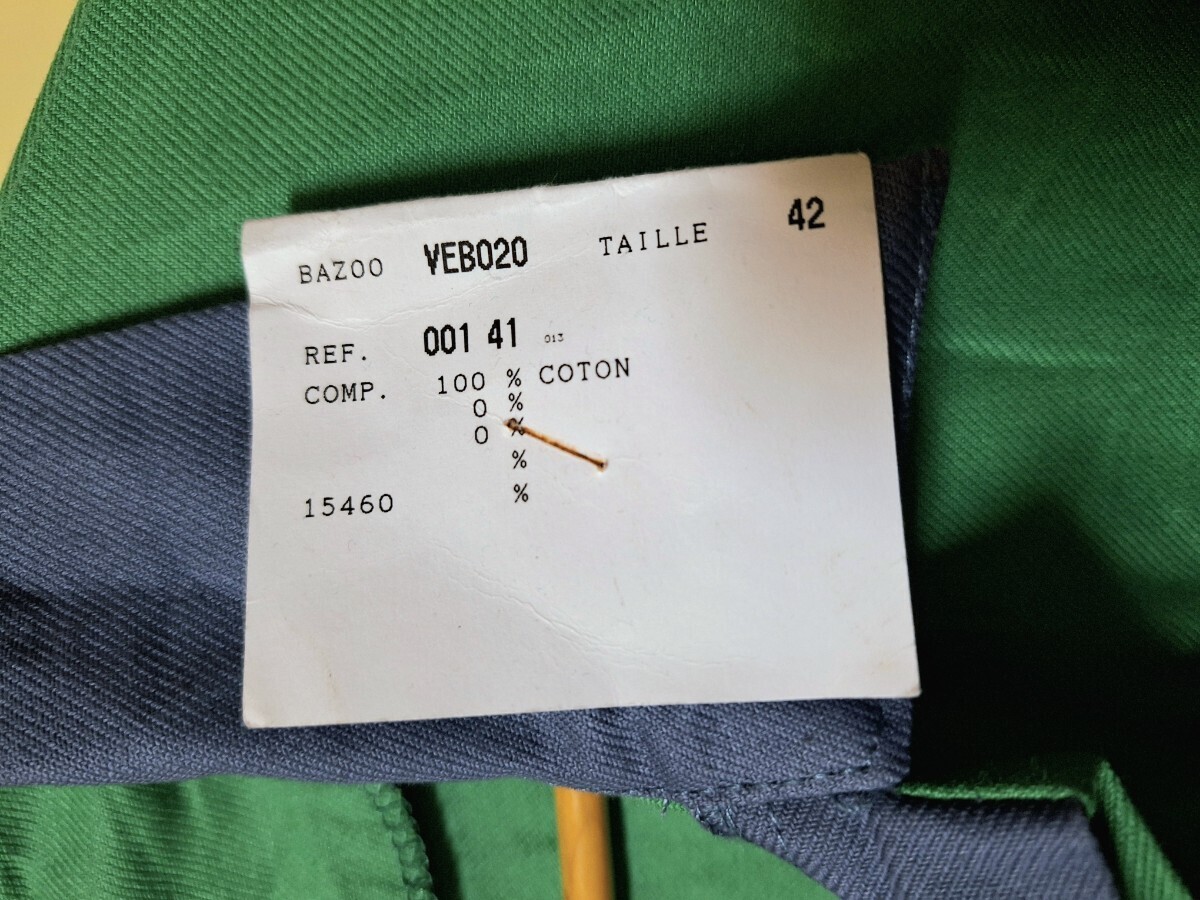 BAZOO VEB020 TAILLE 42
REF. 001 41 013
COMP. 100 % COTON
0 %
0 %
%
15460 %